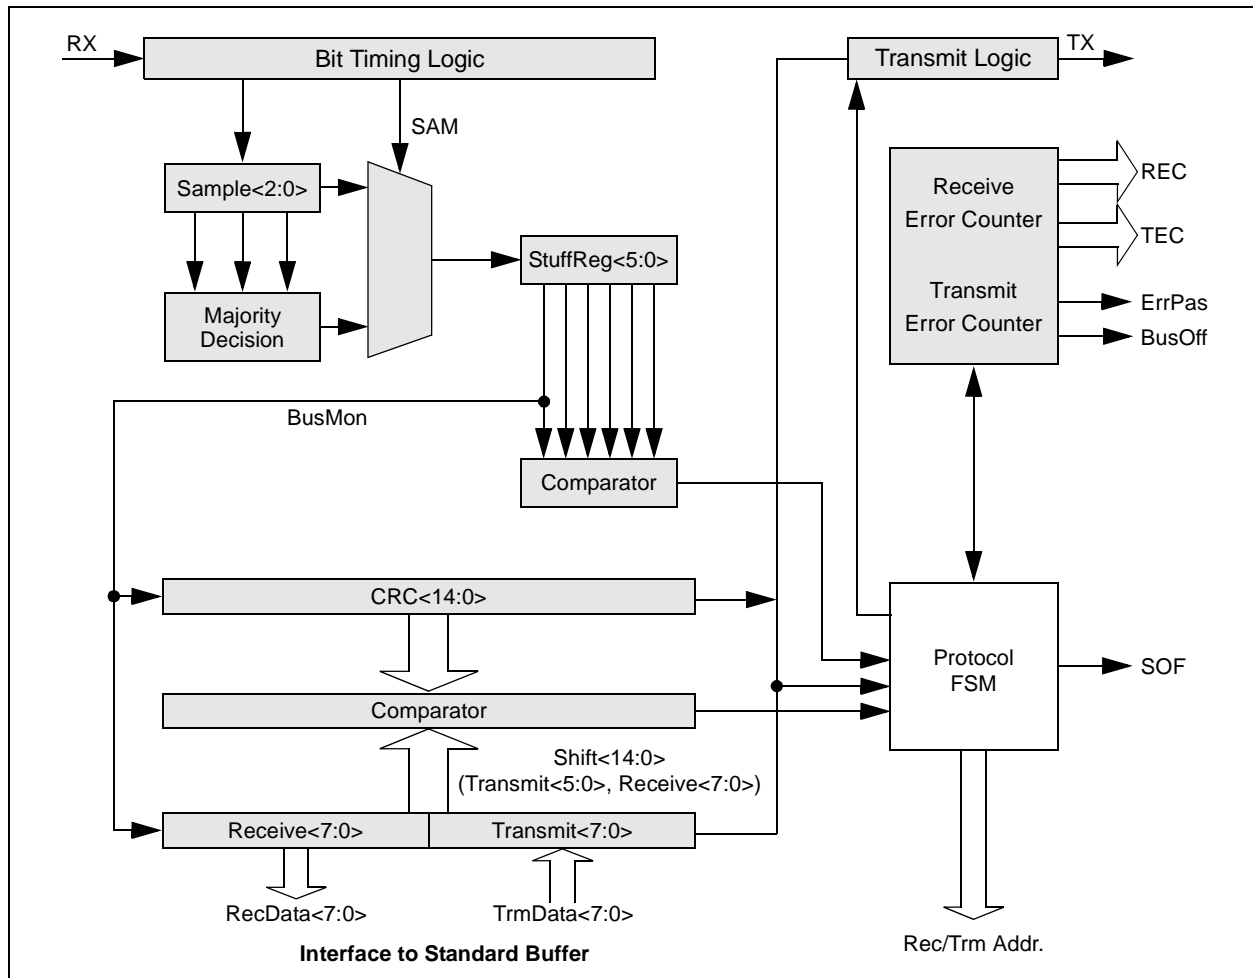 RX
Bit Timing Logic
Transmit Logic
TX
SAM
Sample<2:0>
Receive
Error Counter
REC
TEC
StuffReg<5:0>
Majority
Decision
Transmit
Error Counter
ErrPas
BusOff
BusMon
Comparator
CRC<14:0>
Protocol
FSM
SOF
Comparator
Shift<14:0>
(Transmit<5:0>, Receive<7:0>)
Receive<7:0>
Transmit<7:0>
RecData<7:0>
TrmData<7:0>
Interface to Standard Buffer
Rec/Trm Addr.